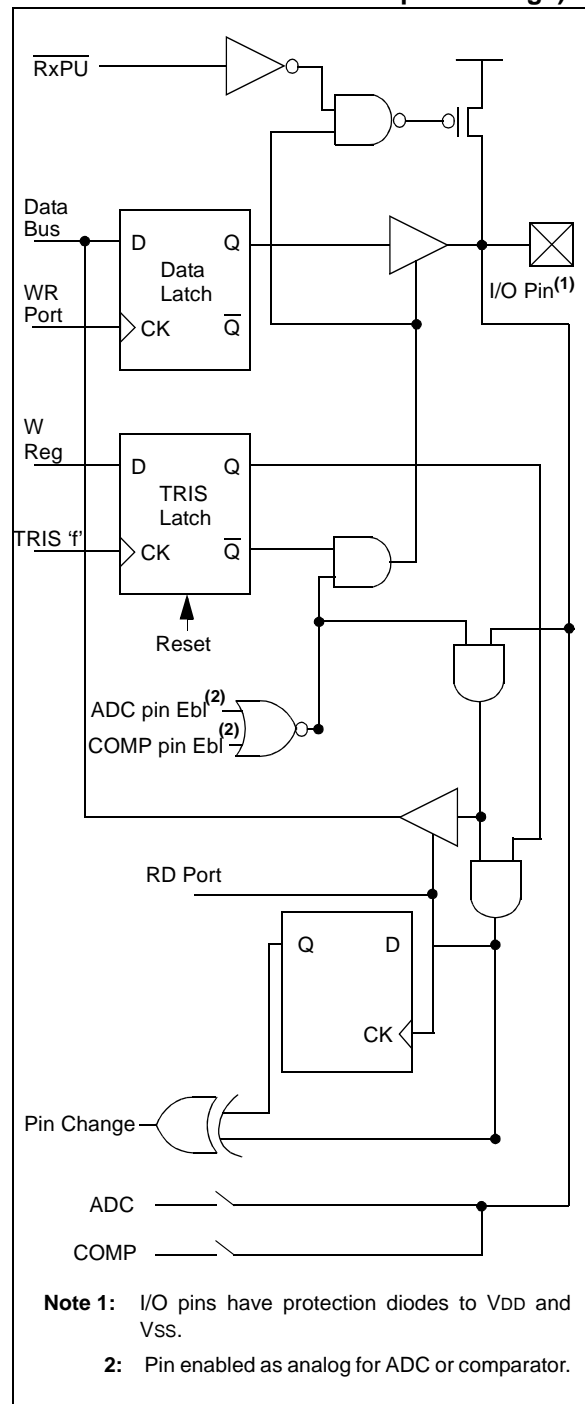 RxPU
Data
Bus
D
Q
Data
Latch
I/O Pin(1)
WR
Port
CK
Q
W
Reg
D
Q
TRIS
Latch
TRIS ‘f’
CK
Q
Reset
ADC pin Ebl(2)
COMP pin Ebl(2)
RD Port
Q
D
CK
Pin Change
ADC
COMP
Note 1: I/O pins have protection diodes to VDD and
VSS.
2: Pin enabled as analog for ADC or comparator.